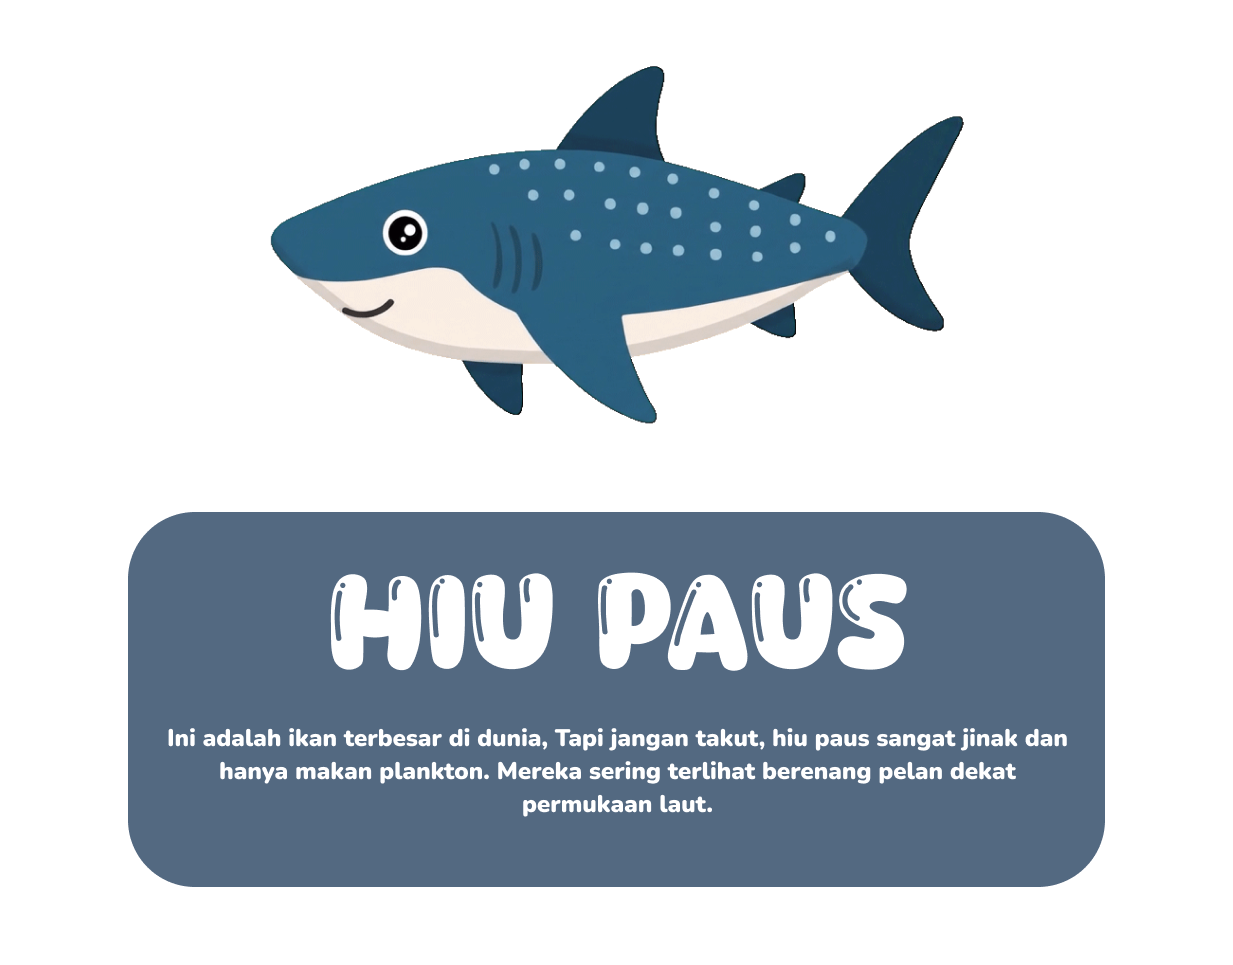 HIU PAUS
Ini adalah ikan terbesar di dunia, Tapi jangan takut, hiu paus sangat jinak dan
hanya makan plankton. Mereka sering terlihat berenang pelan dekat
permukaan laut.